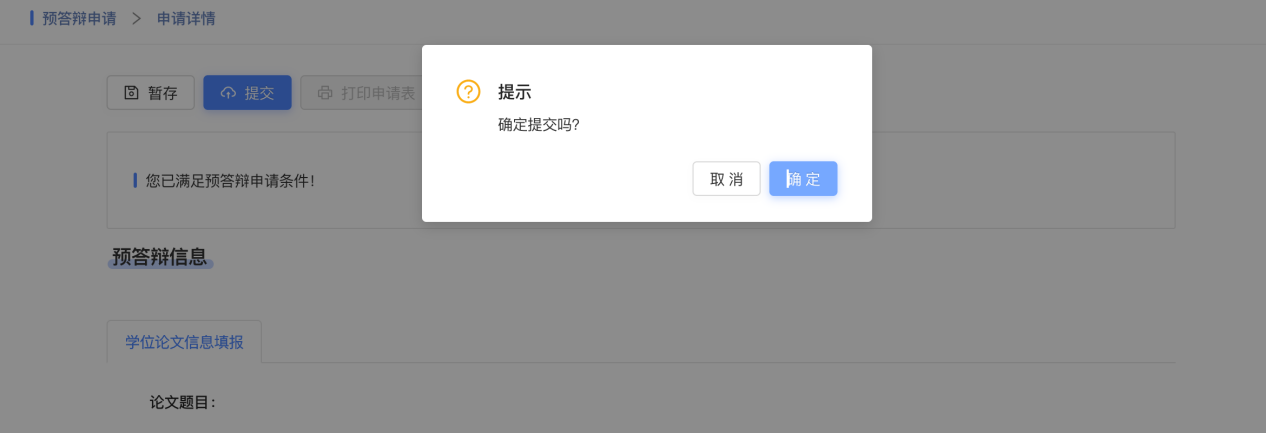 预答辩申请 > 申请详情
暂存 提交 打印申请表
提示
确定提交吗?
取 消 确 定
您已满足预答辩申请条件!
预答辩信息
学位论文信息填报
论文题目: